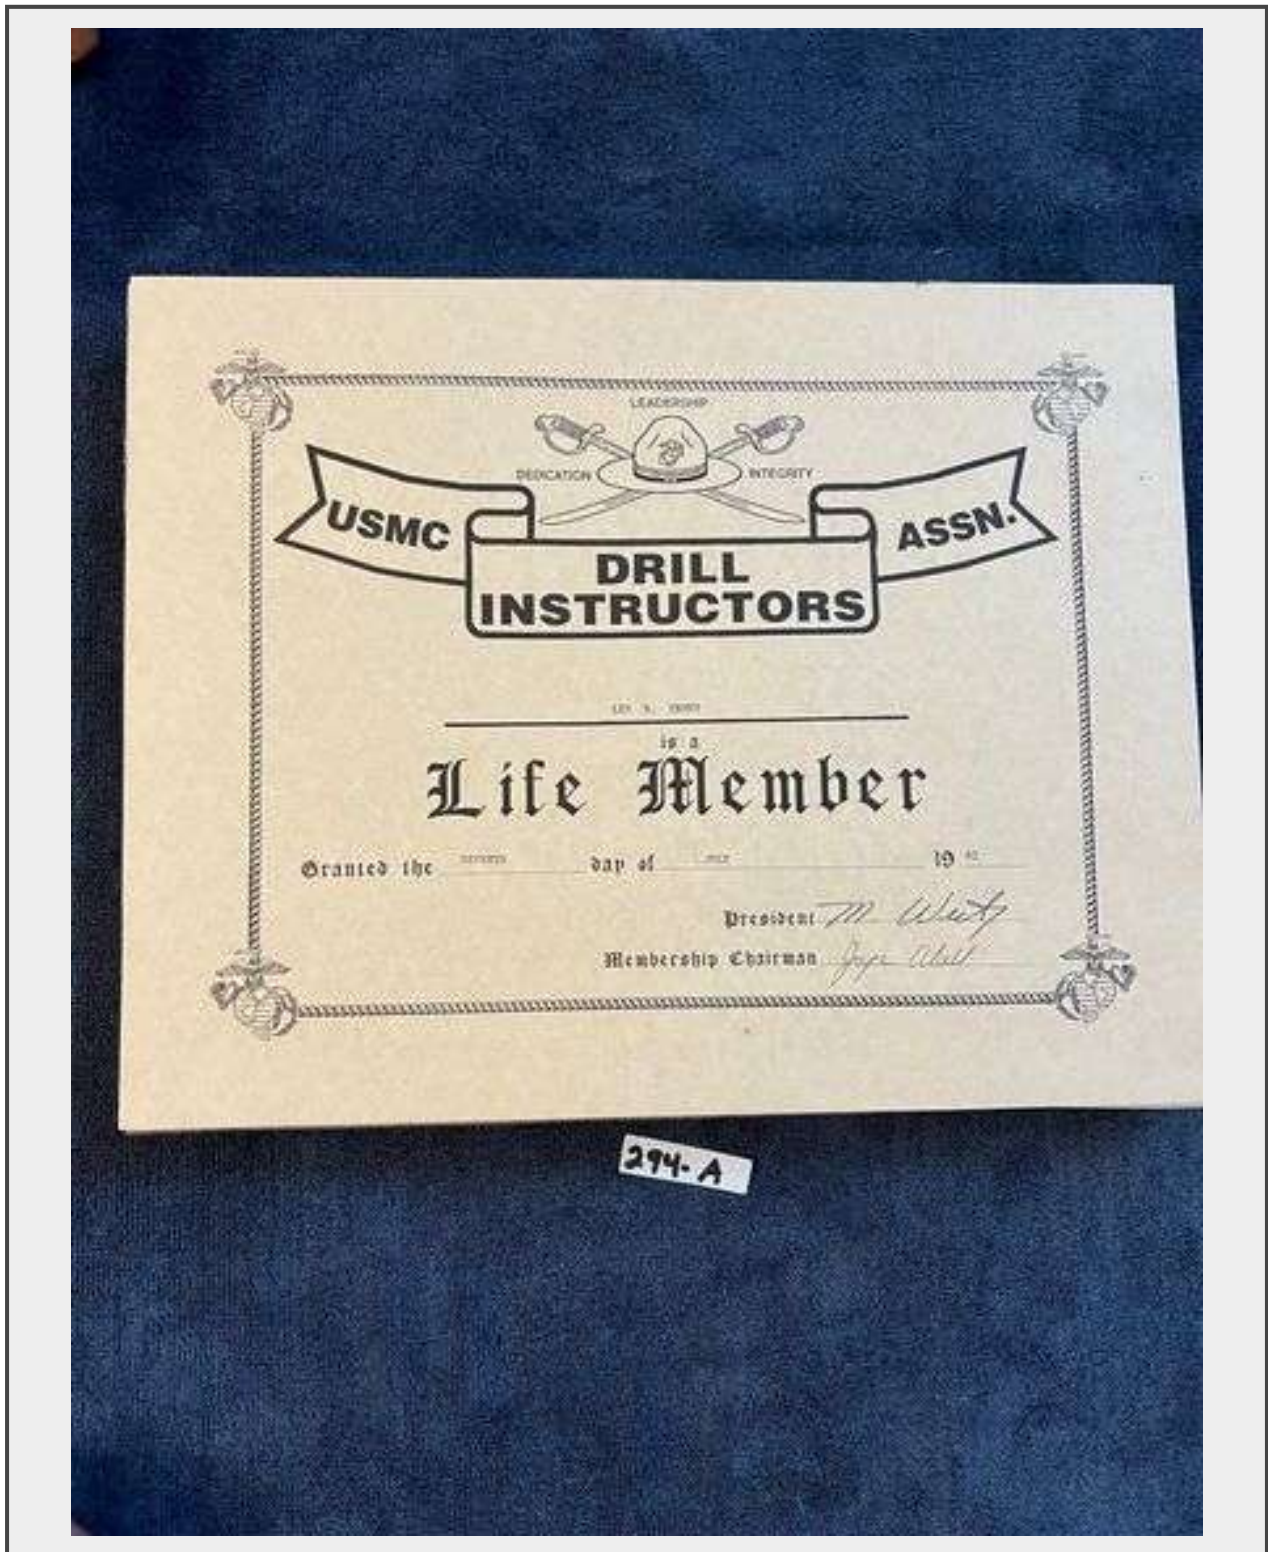 LEADERSHIP
DEDICATION INTEGRITY
USMC ASSN.
DRILL
INSTRUCTORS
is a
Life Member
Granted the day of JULY 19
President M
Membership Chairman
294-A